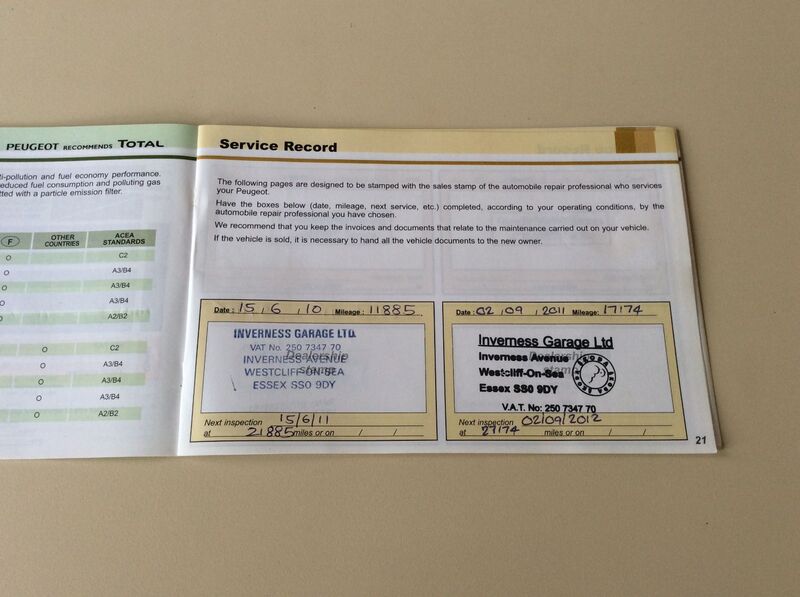 PEUGEOT RECOMMENDS TOTAL
ti-pollution and fuel economy performance.
educed fuel consumption and polluting gas
tted with a particle emission filter.
F OTHER COUNTRIES ACEA STANDARDS
O C2
O A3/B4
O A3/B4
O A3/B4
O A2/B2
O C2
O A3/B4
O A3/B4
O A3/B4
O A2/B2
Service Record
The following pages are designed to be stamped with the sales stamp of the automobile repair professional who services
your Peugeot.
Have the boxes below (date, mileage, next service, etc.) completed, according to your operating conditions, by the
automobile repair professional you have chosen.
We recommend that you keep the invoices and documents that relate to the maintenance carried out on your vehicle.
If the vehicle is sold, it is necessary to hand all the vehicle documents to the new owner.
Date: 15 / 6 / 10 Mileage: 11885
INVERNESS GARAGE LTD.
VAT No. 250 7347 70
INVERNESS AVENUE
Dealership
WESTCLIFF-ON-SEA
stamp
ESSEX SS0 9DY
Next inspection 15/6/11
at 21885 miles or on / /
Date: 02 / 09 / 2011 Mileage: 17174
Inverness Garage Ltd
Inverness Avenue
Dealership
Westcliff-On-Sea
stamp
Essex SS0 9DY
SKODA
V.A.T. No: 250 7347 70
Next inspection 02/09/2012
at 27174 miles or on / /
21